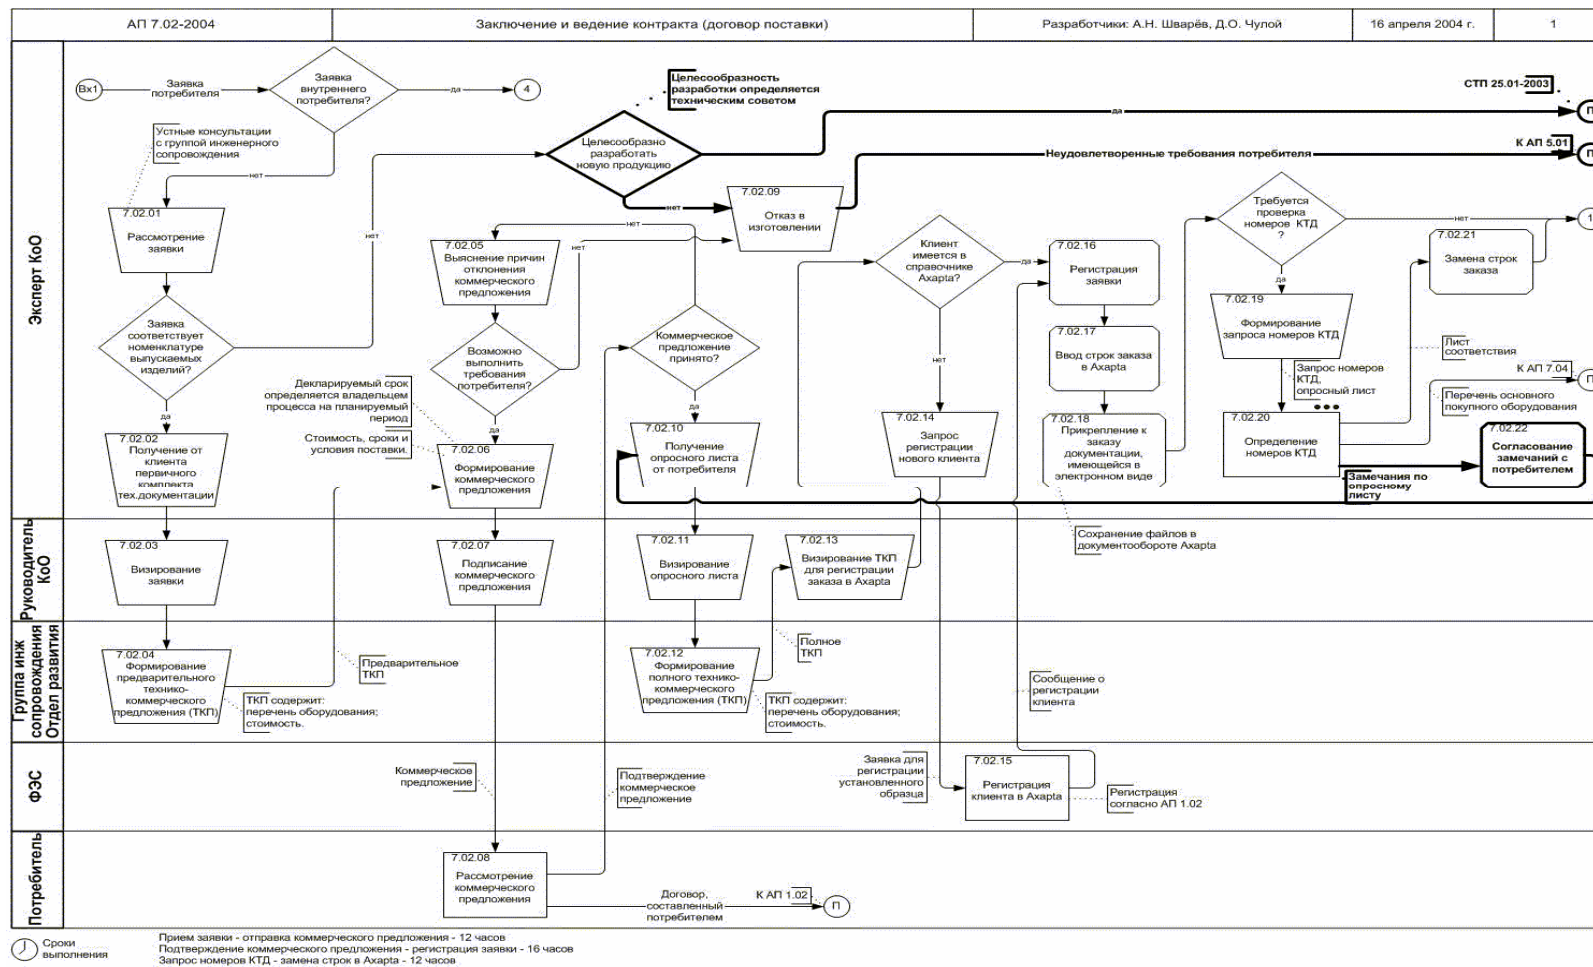 АП 7.02-2004
Заключение и ведение контракта (договор поставки)
Разработчики: А.Н. Шварёв, Д.О. Чулой
16 апреля 2004 г.
1
Эксперт КоО
Вх1
Заявка
потребителя
Заявка
внутреннего
потребителя?
да
4
нет
Устные консультации
с группой инженерного
сопровождения
7.02.01
Рассмотрение
заявки
Заявка
соответствует
номенклатуре
выпускаемых
изделий?
нет
да
7.02.02
Получение от
клиента
первичного
комплекта
тех.документации
Целесообразность
разработки определяется
техническим советом
Целесообразно
разработать
новую продукцию
да
СТП 25.01-2003
П
нет
7.02.09
Отказ в
изготовлении
Неудовлетворенные требования потребителя
К АП 5.01
П
7.02.05
Выяснение причин
отклонения
коммерческого
предложения
нет
нет
Возможно
выполнить
требования
потребителя?
да
Декларируемый срок
определяется владельцем
процесса на планируемый
период
Стоимость, сроки и
условия поставки.
7.02.06
Формирование
коммерческого
предложения
Коммерческое
предложение
принято?
да
7.02.10
Получение
опросного листа
от потребителя
Клиент
имеется в
справочнике
Axapta?
да
нет
7.02.14
Запрос
регистрации
нового клиента
7.02.16
Регистрация
заявки
7.02.17
Ввод строк заказа
в Axapta
7.02.18
Прикрепление к
заказу
документации,
имеющейся в
электронном виде
Требуется
проверка
номеров КТД
?
нет
1
да
7.02.19
Формирование
запроса номеров КТД
Запрос номеров
КТД,
опросный лист
7.02.20
Определение
номеров КТД
7.02.21
Замена строк
заказа
Лист
соответствия
К АП 7.04
П
Перечень основного
покупного оборудования
7.02.22
Согласование
замечаний с
потребителем
Замечания по
опросному
листу
Руководитель
КоО
7.02.03
Визирование
заявки
7.02.07
Подписание
коммерческого
предложения
7.02.11
Визирование
опросного листа
7.02.13
Визирование ТКП
для регистрации
заказа в Axapta
Сохранение файлов в
документообороте Axapta
Группа инж
сопровождения
Отдел развития
7.02.04
Формирование
предварительного
технико-
коммерческого
предложения (ТКП)
Предварительное
ТКП
ТКП содержит:
перечень оборудования;
стоимость.
7.02.12
Формирование
полного технико-
коммерческого
предложения (ТКП)
Полное
ТКП
ТКП содержит:
перечень оборудования;
стоимость.
Сообщение о
регистрации
клиента
ФЭС
Коммерческое
предложение
Подтверждение
коммерческое
предложение
Заявка для
регистрации
установленного
образца
7.02.15
Регистрация
клиента в Axapta
Регистрация
согласно АП 1.02
Потребитель
7.02.08
Рассмотрение
коммерческого
предложения
Договор,
составленный
потребителем
К АП 1.02
П
Сроки
выполнения
Прием заявки - отправка коммерческого предложения - 12 часов
Подтверждение коммерческого предложения - регистрация заявки - 16 часов
Запрос номеров КТД - замена строк в Axapta - 12 часов